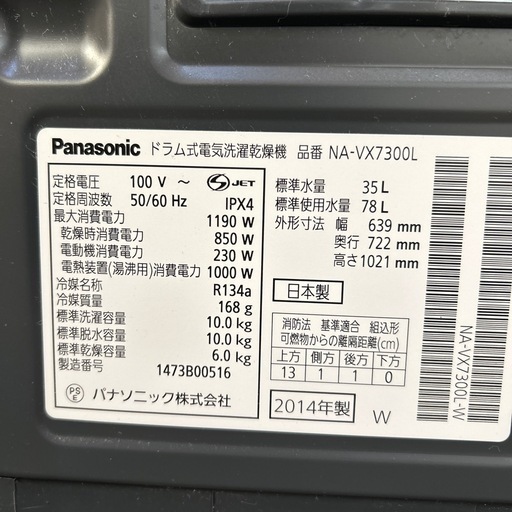 Panasonic ドラム式電気洗濯乾燥機 品番 NA-VX7300L
定格電圧 100 V ～ S JET
定格周波数 50/60 Hz IPX4
最大消費電力 1190 W
乾燥時消費電力 850 W
電動機消費電力 230 W
電熱装置(湯沸用)消費電力 1000 W
冷媒名称 R134a
冷媒質量 168 g
標準洗濯容量 10.0 kg
標準脱水容量 10.0 kg
標準乾燥容量 6.0 kg
製造番号 1473B00516
PS E パナソニック株式会社
標準水量 35 L
標準使用水量 78 L
外形寸法 幅 639 mm
奥行 722 mm
高さ1021 mm
日本製
消防法 基準適合 組込形
可燃物からの離隔距離(cm)
上方 側方 後方 下方
13 1 1 0
2014年製 W
NA-VX7300L-W